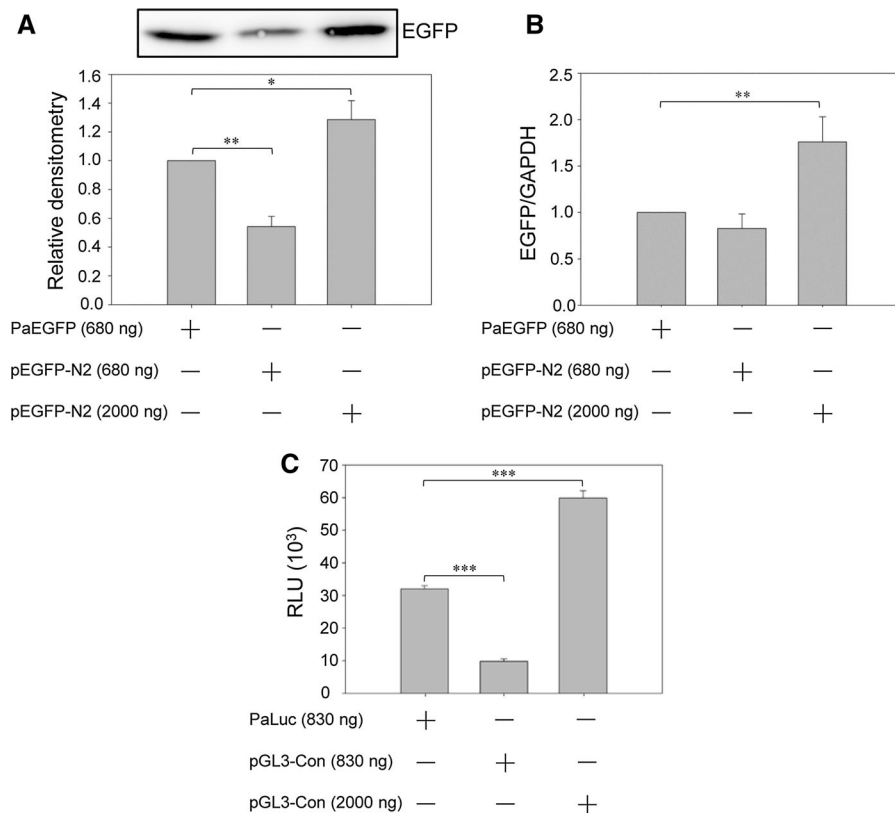 A
EGFP
Relative densitometry
1.6
1.4
1.2
1.0
0.8
0.6
0.4
0.2
0.0
*
**
PaEGFP (680 ng) + — —
pEGFP-N2 (680 ng) — + —
pEGFP-N2 (2000 ng) — — +
B
EGFP/GAPDH
2.5
2.0
1.5
1.0
0.5
0.0
**
PaEGFP (680 ng) + — —
pEGFP-N2 (680 ng) — + —
pEGFP-N2 (2000 ng) — — +
C
RLU (10³)
70
60
50
40
30
20
10
0
***
***
PaLuc (830 ng) + — —
pGL3-Con (830 ng) — + —
pGL3-Con (2000 ng) — — +